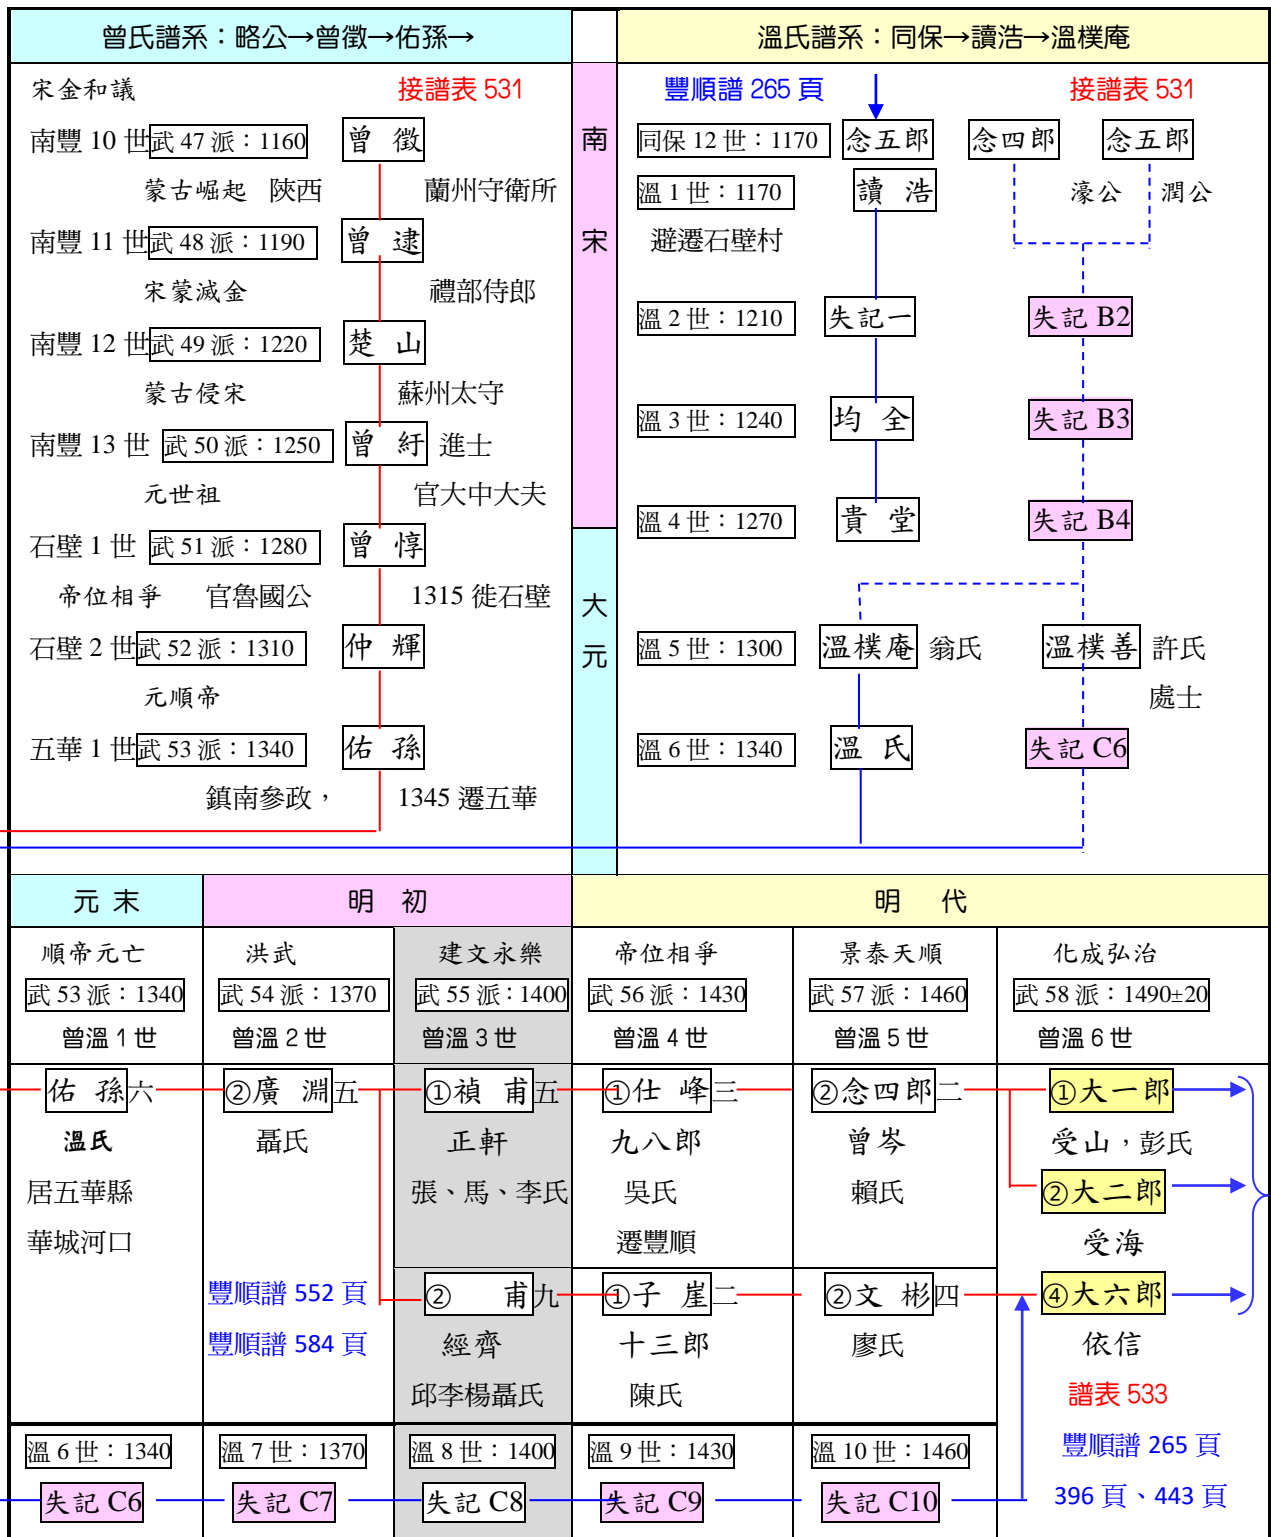 曾氏譜系：略公→曾徵→佑孫→
溫氏譜系：同保→讀浩→溫樸庵
宋金和議 接譜表 531
豐順譜 265 頁 接譜表 531
南豐 10 世 武 47 派：1160 曾 徵
南
同保 12 世：1170 念五郎 念四郎 念五郎
蒙古崛起 陝西 蘭州守衛所
溫 1 世：1170 讀 浩 濠公 潤公
南豐 11 世 武 48 派：1190 曾 逮
宋
避遷石壁村
宋蒙滅金 禮部侍郎
溫 2 世：1210 失記一 失記 B2
南豐 12 世 武 49 派：1220 楚 山
蒙古侵宋 蘇州太守
溫 3 世：1240 均 全 失記 B3
南豐 13 世 武 50 派：1250 曾 紆 進士
元世祖 官大中大夫
溫 4 世：1270 貴 堂 失記 B4
石壁 1 世 武 51 派：1280 曾 惇
帝位相爭 官魯國公 1315 徙石壁
大
石壁 2 世 武 52 派：1310 仲 輝
元
溫 5 世：1300 溫樸庵 翁氏 溫樸善 許氏
元順帝
處士
五華 1 世 武 53 派：1340 佑 孫
溫 6 世：1340 溫 氏 失記 C6
鎮南參政， 1345 遷五華
元 末 明 初 明 代
順帝元亡 洪武 建文永樂 帝位相爭 景泰天順 化成弘治
武 53 派：1340 武 54 派：1370 武 55 派：1400 武 56 派：1430 武 57 派：1460 武 58 派：1490±20
曾溫 1 世 曾溫 2 世 曾溫 3 世 曾溫 4 世 曾溫 5 世 曾溫 6 世
佑 孫六 ②廣 淵五 ①禎 甫五 ①仕 峰三 ②念四郎二 ①大一郎
溫氏 聶氏 正軒 九八郎 曾岑 受山，彭氏
居五華縣 張、馬、李氏 吳氏 賴氏 ②大二郎
華城河口 遷豐順 受海
豐順譜 552 頁 ② 甫九 ①子 崖二 ②文 彬四 ④大六郎
豐順譜 584 頁 經齊 十三郎 廖氏 依信
邱李楊聶氏 陳氏 譜表 533
溫 6 世：1340 溫 7 世：1370 溫 8 世：1400 溫 9 世：1430 溫 10 世：1460 豐順譜 265 頁
失記 C6 失記 C7 失記 C8 失記 C9 失記 C10 396 頁、443 頁